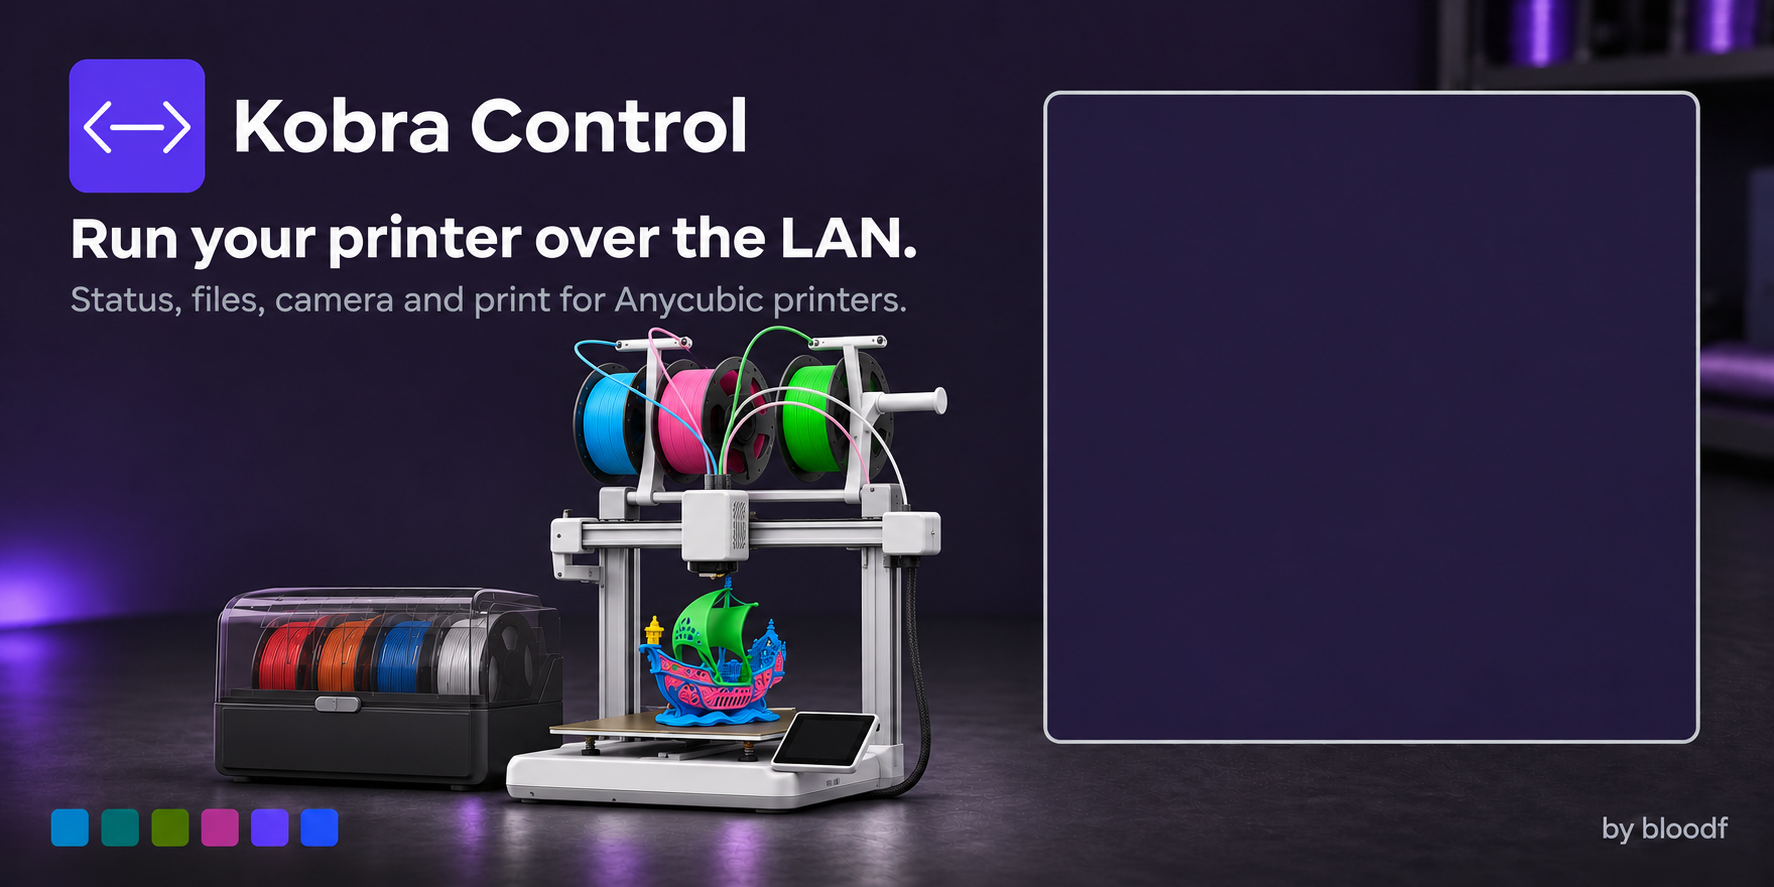 Kobra Control
Run your printer over the LAN.
Status, files, camera and print for Anycubic printers.
by bloodf